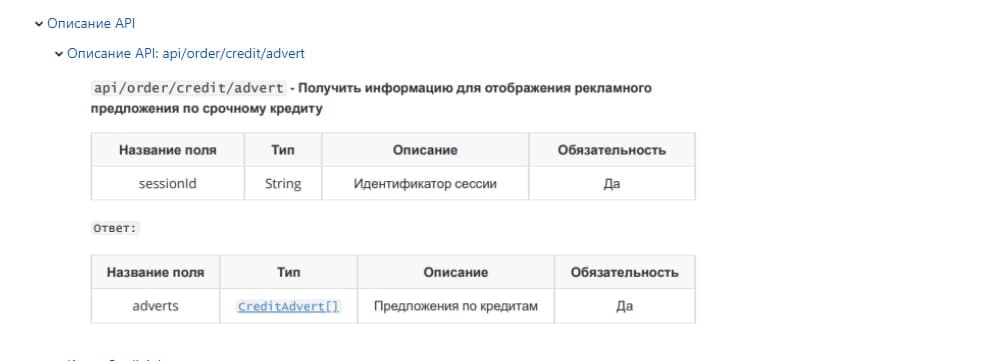 Описание API
Описание API: api/order/credit/advert
api/order/credit/advert - Получить информацию для отображения рекламного
предложения по срочному кредиту
Название поля Тип Описание Обязательность
sessionId String Идентификатор сессии Да
Ответ:
Название поля Тип Описание Обязательность
adverts CreditAdvert[] Предложения по кредитам Да